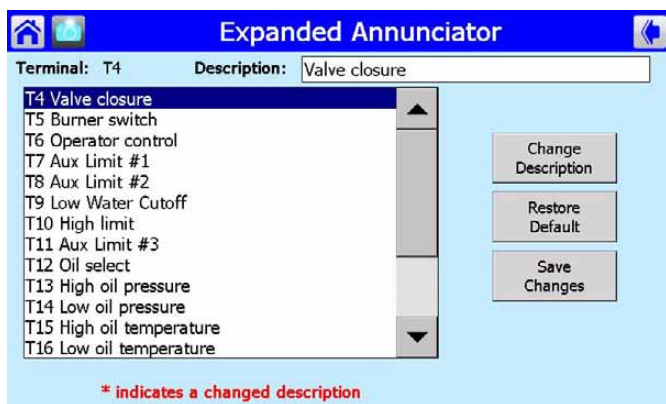 Expanded Annunciator
Terminal: T4 Description: Valve closure
T4 Valve closure
T5 Burner switch
T6 Operator control
T7 Aux Limit #1
T8 Aux Limit #2
T9 Low Water Cutoff
T10 High limit
T11 Aux Limit #3
T12 Oil select
T13 High oil pressure
T14 Low oil pressure
T15 High oil temperature
T16 Low oil temperature
Change
Description
Restore
Default
Save
Changes
* indicates a changed description